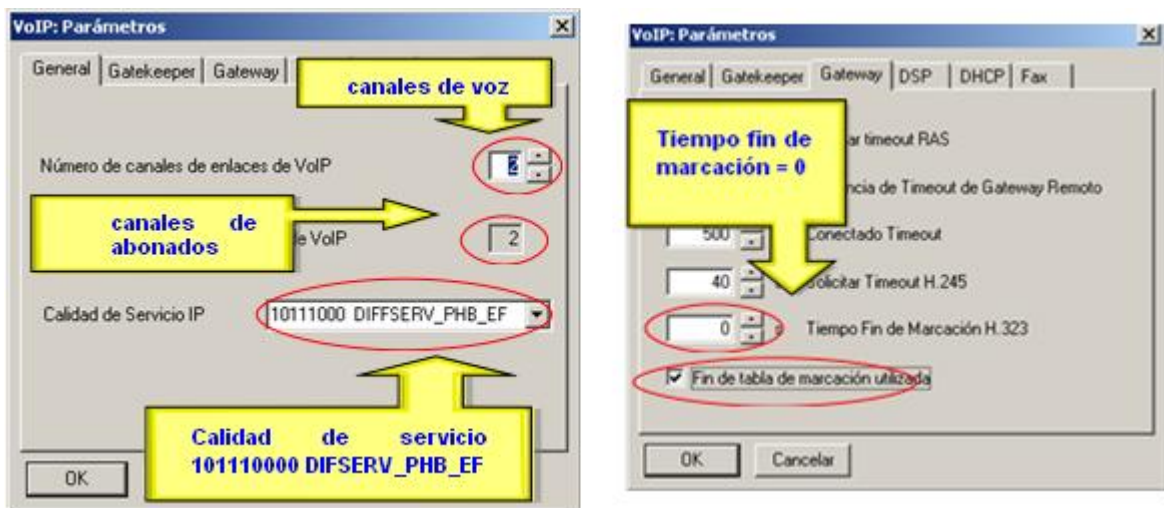 VoIP: Parámetros
General Gatekeeper Gateway
canales de voz
Número de canales de enlaces de VoIP 2
canales de
abonados
de VoIP 2
Calidad de Servicio IP 10111000 DIFFSERV_PHB_EF
Calidad de servicio
101110000 DIFSERV_PHB_EF
OK
VoIP: Parámetros
General Gatekeeper Gateway DSP DHCP Fax
Tiempo fin de
marcación = 0
timeout RAS
de Timeout de Gateway Remoto
500 Conectado Timeout
40 Solicitar Timeout H.245
0 Tiempo Fin de Marcación H.323
Fin de tabla de marcación utilizada
OK Cancelar